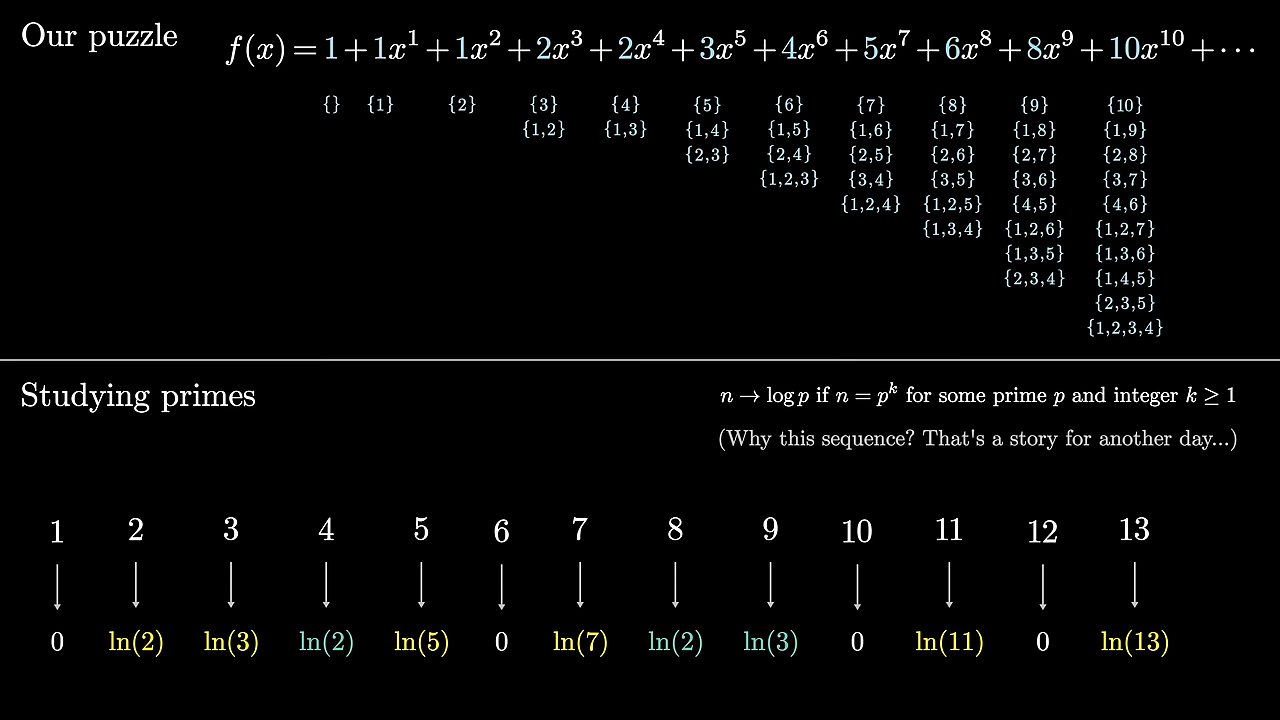 Our puzzle
f(x) = 1 + 1x^1 + 1x^2 + 2x^3 + 2x^4 + 3x^5 + 4x^6 + 5x^7 + 6x^8 + 8x^9 + 10x^10 + ···
{} {1} {2} {3} {4} {5} {6} {7} {8} {9} {10}
{1,2} {1,3} {1,4} {1,5} {1,6} {1,7} {1,8} {1,9}
{2,3} {2,4} {2,5} {2,6} {2,7} {2,8}
{1,2,3} {3,4} {3,5} {3,6} {3,7}
{1,2,4} {1,2,5} {4,5} {4,6}
{1,3,4} {1,2,6} {1,2,7}
{1,3,5} {1,3,6}
{2,3,4} {1,4,5}
{2,3,5}
{1,2,3,4}
Studying primes
n → log p if n = p^k for some prime p and integer k ≥ 1
(Why this sequence? That's a story for another day...)
1 2 3 4 5 6 7 8 9 10 11 12 13
0 ln(2) ln(3) ln(2) ln(5) 0 ln(7) ln(2) ln(3) 0 ln(11) 0 ln(13)